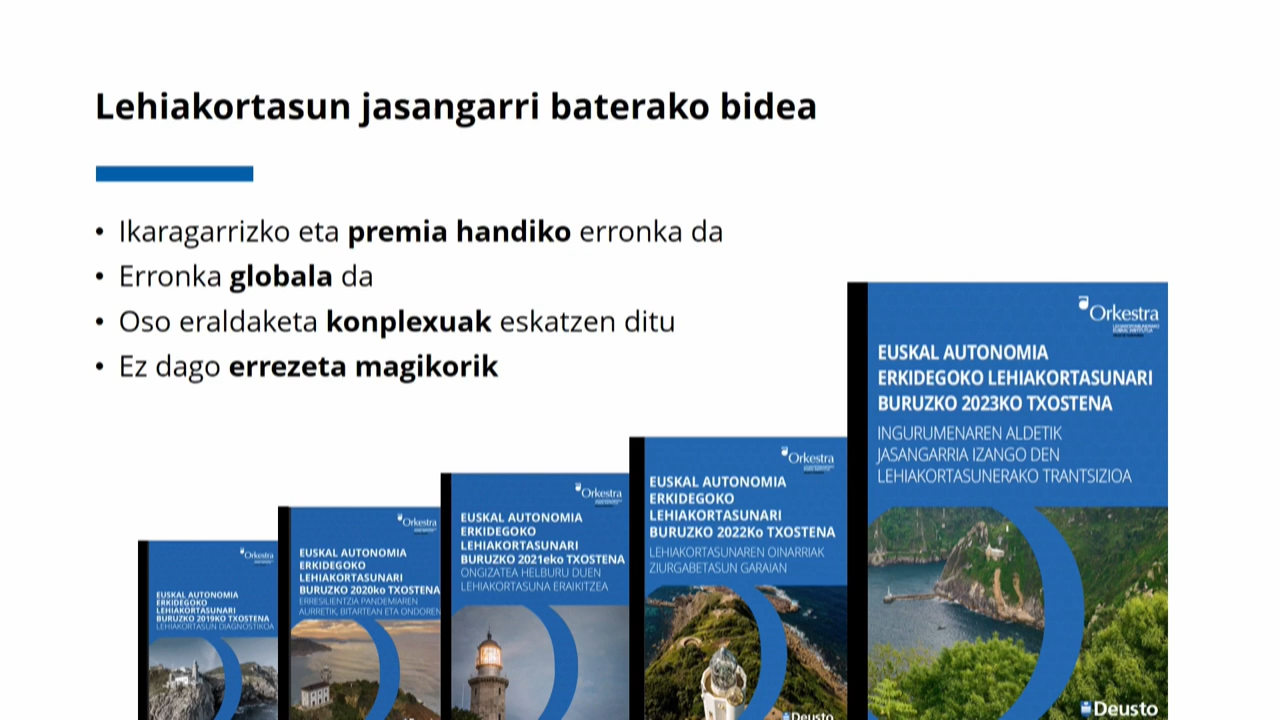 Lehiakortasun jasangarri baterako bidea
• Ikaragarrizko eta premia handiko erronka da
• Erronka globala da
• Oso eraldaketa konplexuak eskatzen ditu
• Ez dago errezeta magikorik
Orkestra
EUSKAL AUTONOMIA
ERKIDEGOKO
LEHIAKORTASUNARI
BURUZKO 2019KO TXOSTENA
LEHIAKORTASUN DIAGNOSTIKOA
Orkestra
EUSKAL AUTONOMIA
ERKIDEGOKO
LEHIAKORTASUNARI
BURUZKO 2020ko TXOSTENA
ERRESILIENTZIA PANDEMIAREN
AURRETIK, BITARTEAN ETA ONDOREN
Orkestra
EUSKAL AUTONOMIA
ERKIDEGOKO
LEHIAKORTASUNARI
BURUZKO 2021eko TXOSTENA
ONGIZATEA HELBURU DUEN
LEHIAKORTASUNA ERAIKITZEA
Orkestra
EUSKAL AUTONOMIA
ERKIDEGOKO
LEHIAKORTASUNARI
BURUZKO 2022Ko TXOSTENA
LEHIAKORTASUNAREN OINARRIAK
ZIURGABETASUN GARAIAN
Deusto
Orkestra
EUSKAL AUTONOMIA
ERKIDEGOKO LEHIAKORTASUNARI
BURUZKO 2023KO TXOSTENA
INGURUMENAREN ALDETIK
JASANGARRIA IZANGO DEN
LEHIAKORTASUNERAKO TRANTSIZIOA
Deusto